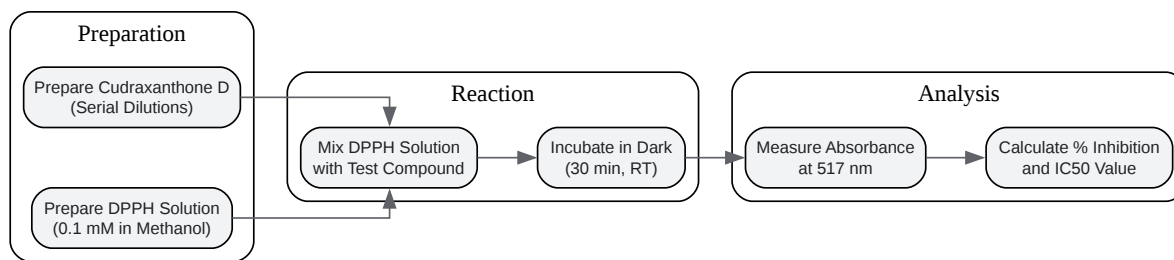 Preparation
Prepare Cudraxanthone D
(Serial Dilutions)
Prepare DPPH Solution
(0.1 mM in Methanol)
Reaction
Mix DPPH Solution
with Test Compound
Incubate in Dark
(30 min, RT)
Analysis
Measure Absorbance
at 517 nm
Calculate % Inhibition
and IC50 Value